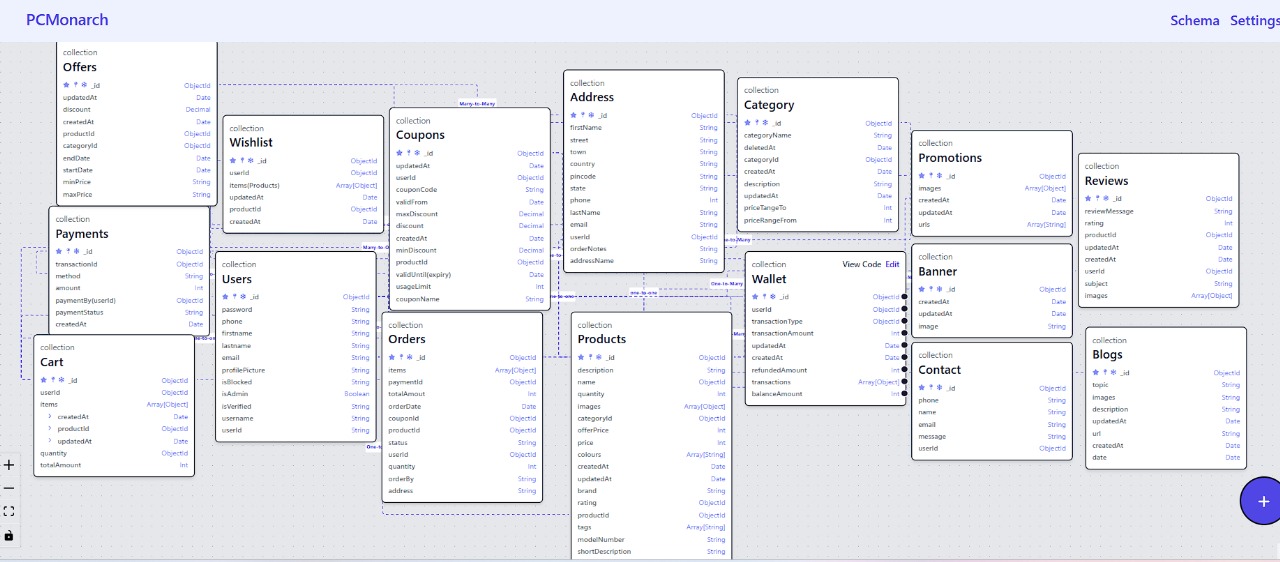 PCMonarch
Schema Settings
collection
Offers
_id ObjectId
updatedAt Date
discount Decimal
createdAt Date
productId ObjectId
categoryId ObjectId
endDate Date
startDate Date
minPrice String
maxPrice String
collection
Wishlist
_id ObjectId
userId ObjectId
items(Products) Array[Object]
updatedAt Date
productId ObjectId
createdAt Date
Many-to-Many
collection
Coupons
_id ObjectId
updatedAt Date
userId ObjectId
couponCode String
validFrom Date
maxDiscount Decimal
discount Decimal
createdAt Date
minDiscount Decimal
productId ObjectId
validUntil(expiry) Date
usageLimit Int
couponName String
collection
Address
_id ObjectId
firstName String
street String
town String
country String
pincode String
state String
phone Int
lastName String
email String
userId ObjectId
orderNotes String
addressName String
collection
Category
_id ObjectId
categoryName String
deletedAt Date
categoryId ObjectId
createdAt Date
description String
updatedAt Date
priceTangeTo Int
priceRangeFrom Int
collection
Promotions
_id ObjectId
images Array[Object]
createdAt Date
updatedAt Date
urls Array[String]
collection
Reviews
_id ObjectId
reviewMessage String
rating Int
productId ObjectId
updatedAt Date
createdAt Date
userId ObjectId
subject String
images Array[Object]
collection
Payments
_id ObjectId
transactionId ObjectId
method String
amount Int
paymentBy(userId) ObjectId
paymentStatus String
createdAt Date
collection
Users
_id ObjectId
password String
phone String
firstname String
lastname String
email String
profilePicture String
isBlocked String
isAdmin Boolean
isVerified String
username String
userId String
collection View Code Edit
Wallet
_id ObjectId
userId ObjectId
transactionType ObjectId
transactionAmount Int
updatedAt Date
createdAt Date
refundedAmount Int
transactions Array[Object]
balanceAmount Int
One-to-Many
one-to-one
collection
Banner
_id ObjectId
createdAt Date
updatedAt Date
image String
collection
Cart
_id ObjectId
userId ObjectId
items Array[Object]
createdAt Date
productId ObjectId
updatedAt Date
quantity ObjectId
totalAmount Int
collection
Orders
_id ObjectId
items Array[Object]
paymentId ObjectId
totalAmout Int
orderDate Date
couponId ObjectId
productId ObjectId
status String
userId ObjectId
quantity Int
orderBy String
address String
collection
Products
_id ObjectId
description String
name ObjectId
quantity Int
images Array[Object]
categoryId ObjectId
offerPrice Int
price Int
colours Array[String]
createdAt Date
updatedAt Date
brand String
rating ObjectId
productId ObjectId
tags Array[String]
modelNumber String
shortDescription String
collection
Contact
_id ObjectId
phone String
name String
email String
message String
userId ObjectId
collection
Blogs
_id ObjectId
topic String
images String
description String
updatedAt Date
url String
createdAt Date
date Date